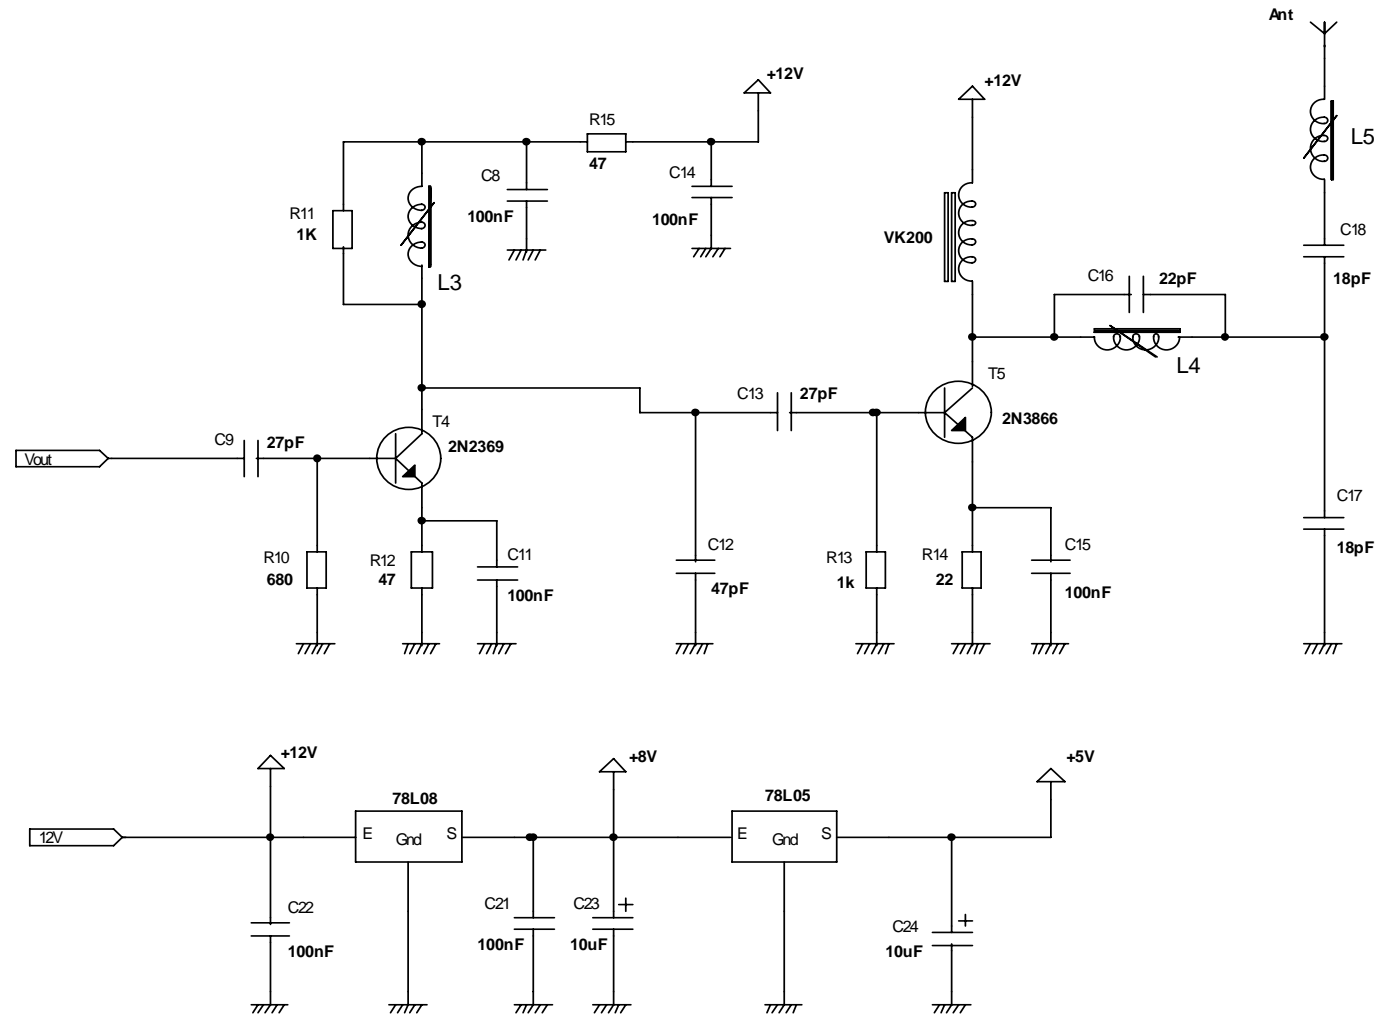 Ant
+12V
+12V
R15
47
L5
C8
100nF
C14
100nF
R11
1K
L3
VK200
C18
18pF
C16
22pF
L4
T5
2N3866
C13
27pF
T4
2N2369
C9
27pF
Vout
C17
18pF
R10
680
R12
47
C11
100nF
C12
47pF
R13
1k
R14
22
C15
100nF
+12V
+8V
+5V
78L08
78L05
12V
E
Gnd
S
E
Gnd
S
C22
100nF
C21
100nF
C23
+
10uF
C24
+
10uF